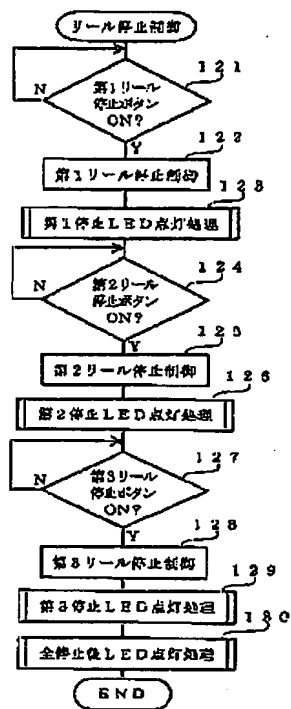 リール停止制御
121
第1リール
停止ボタン
ON?
N
Y
122
第1リール停止制御
123
第1停止LED点灯処理
124
第2リール
停止ボタン
ON?
N
Y
125
第2リール停止制御
126
第2停止LED点灯処理
127
第3リール
停止ボタン
ON?
N
Y
128
第3リール停止制御
129
第3停止LED点灯処理
130
全停止後LED点灯処理
END